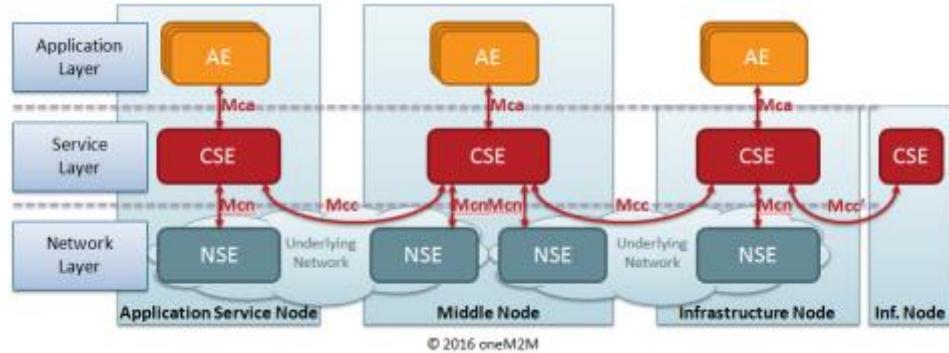 Application
Layer
AE
AE
AE
Mca
Mca
Mca
Service
Layer
CSE
CSE
CSE
CSE
Mcn
Mcc
Mcn
Mcn
Mcc
Mcn
Mcc'
Network
Layer
NSE
Underlying
Network
NSE
NSE
Underlying
Network
NSE
Application Service Node
Middle Node
Infrastructure Node
Inf. Node
© 2016 oneM2M